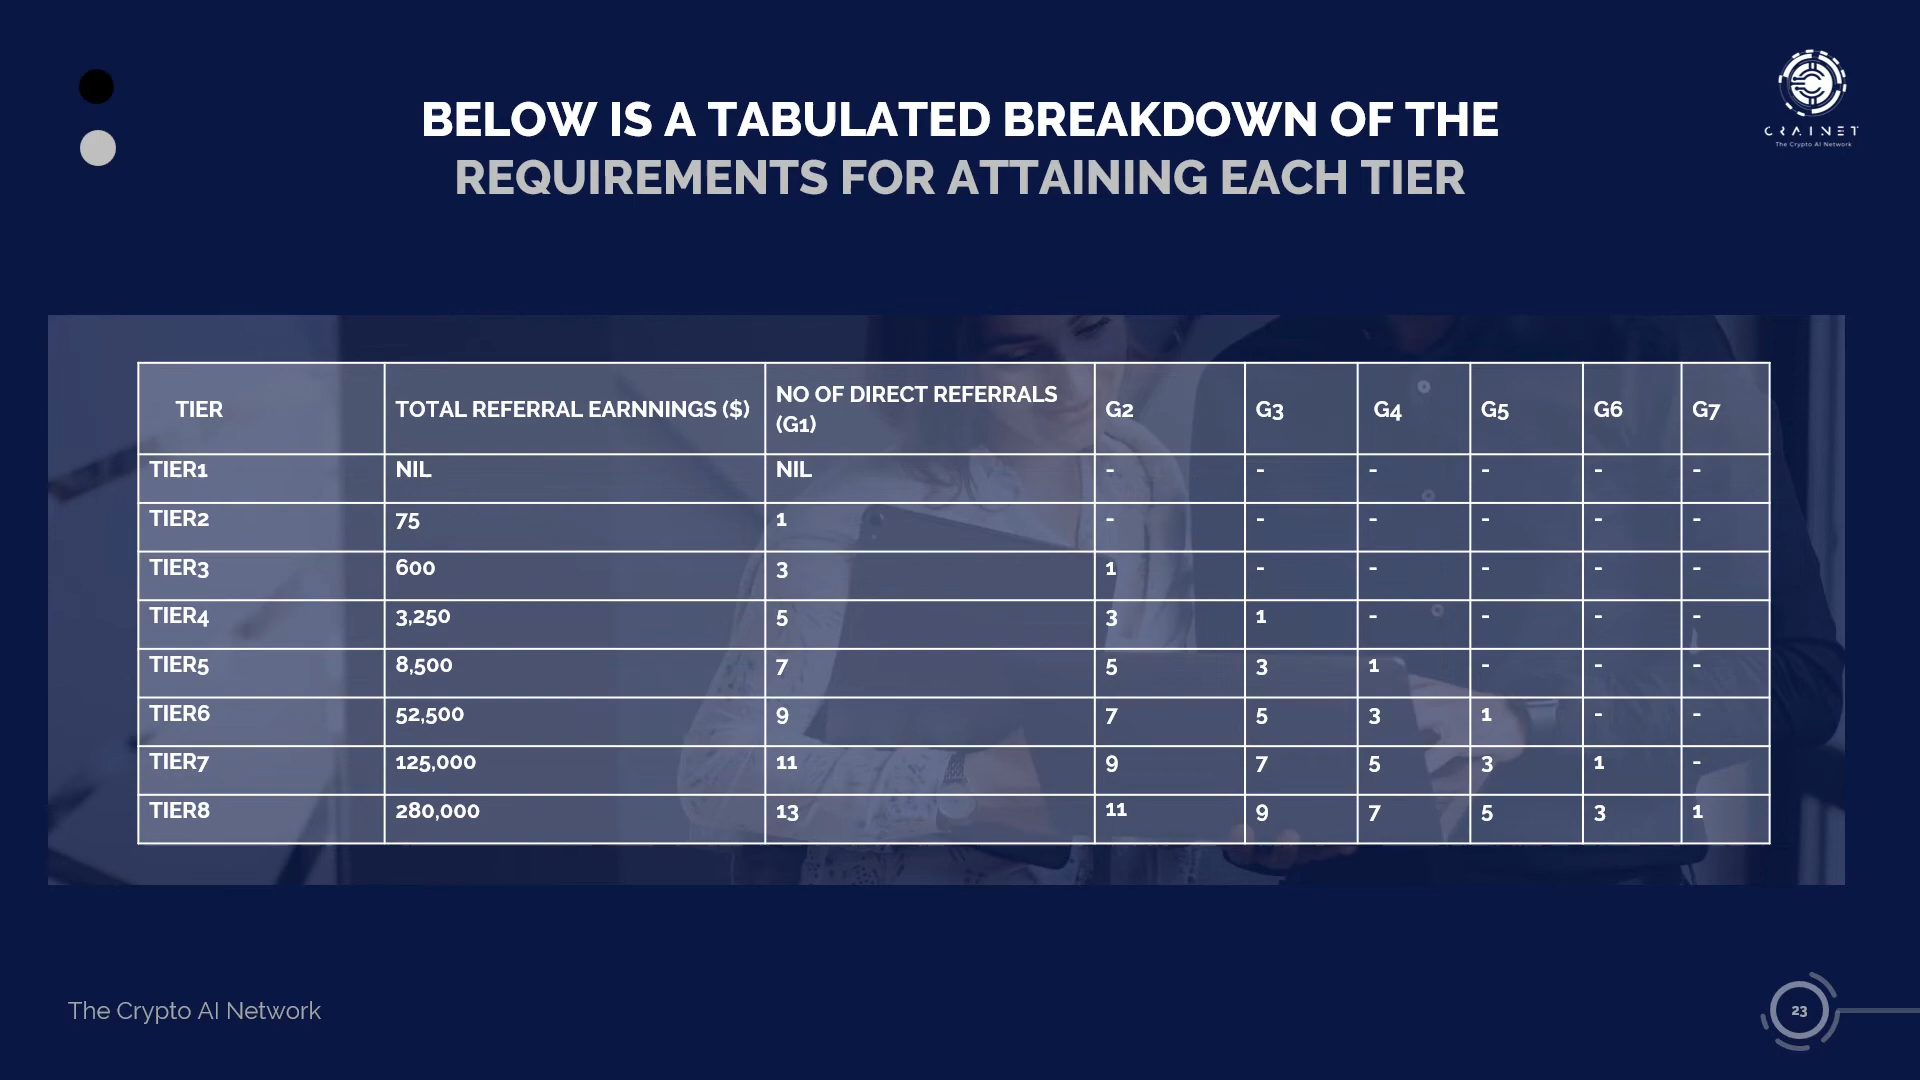 CRAINET
The Crypto AI Network
BELOW IS A TABULATED BREAKDOWN OF THE
REQUIREMENTS FOR ATTAINING EACH TIER
TIER TOTAL REFERRAL EARNNINGS ($) NO OF DIRECT REFERRALS (G1) G2 G3 G4 G5 G6 G7
TIER1 NIL NIL - - - - - -
TIER2 75 1 - - - - - -
TIER3 600 3 1 - - - - -
TIER4 3,250 5 3 1 - - - -
TIER5 8,500 7 5 3 1 - - -
TIER6 52,500 9 7 5 3 1 - -
TIER7 125,000 11 9 7 5 3 1 -
TIER8 280,000 13 11 9 7 5 3 1
The Crypto AI Network
23